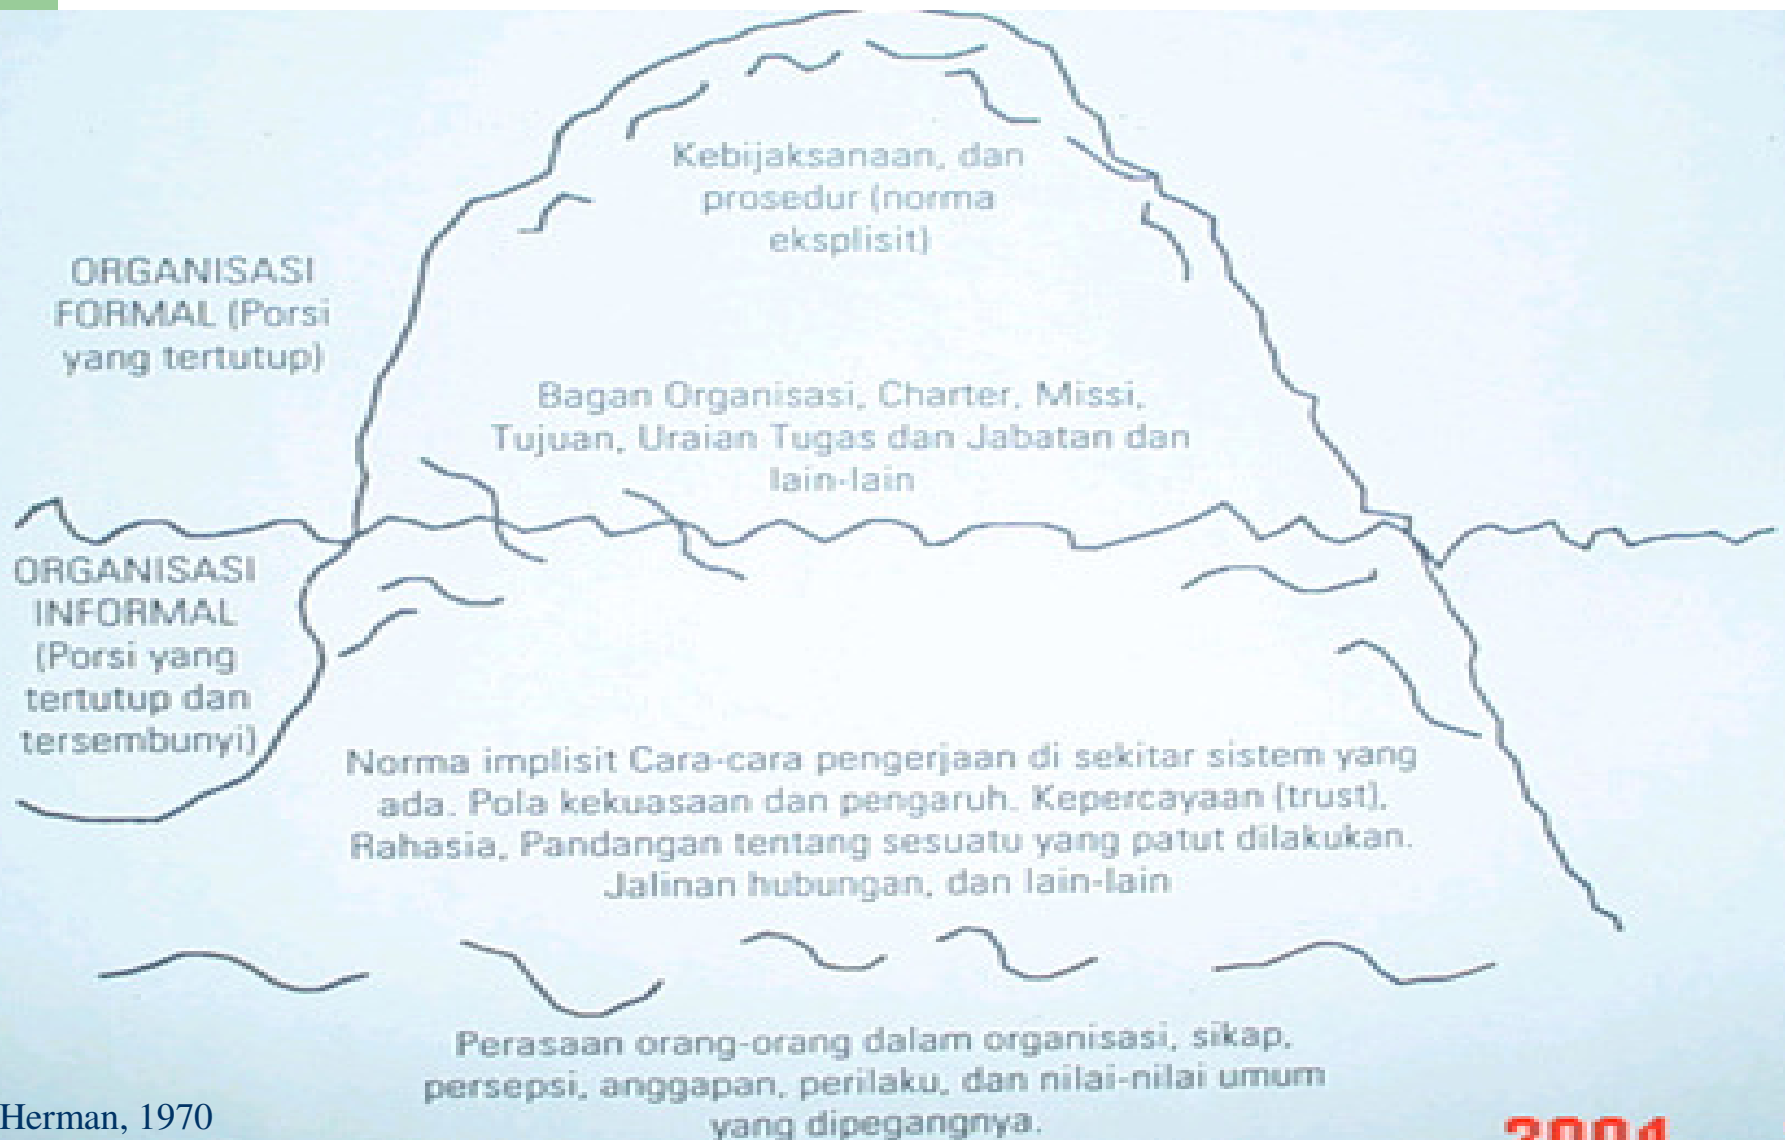 Kebijaksanaan, dan
prosedur (norma
eksplisit)
ORGANISASI
FORMAL (Porsi
yang tertutup)
Bagan Organisasi, Charter, Missi,
Tujuan, Uraian Tugas dan Jabatan dan
lain-lain
ORGANISASI
INFORMAL
(Porsi yang
tertutup dan
tersembunyi)
Norma implisit Cara-cara pengerjaan di sekitar sistem yang
ada. Pola kekuasaan dan pengaruh. Kepercayaan (trust).
Rahasia, Pandangan tentang sesuatu yang patut dilakukan.
Jalinan hubungan, dan lain-lain
Perasaan orang-orang dalam organisasi, sikap,
persepsi, anggapan, perilaku, dan nilai-nilai umum
yang dipegangnya.
Herman, 1970